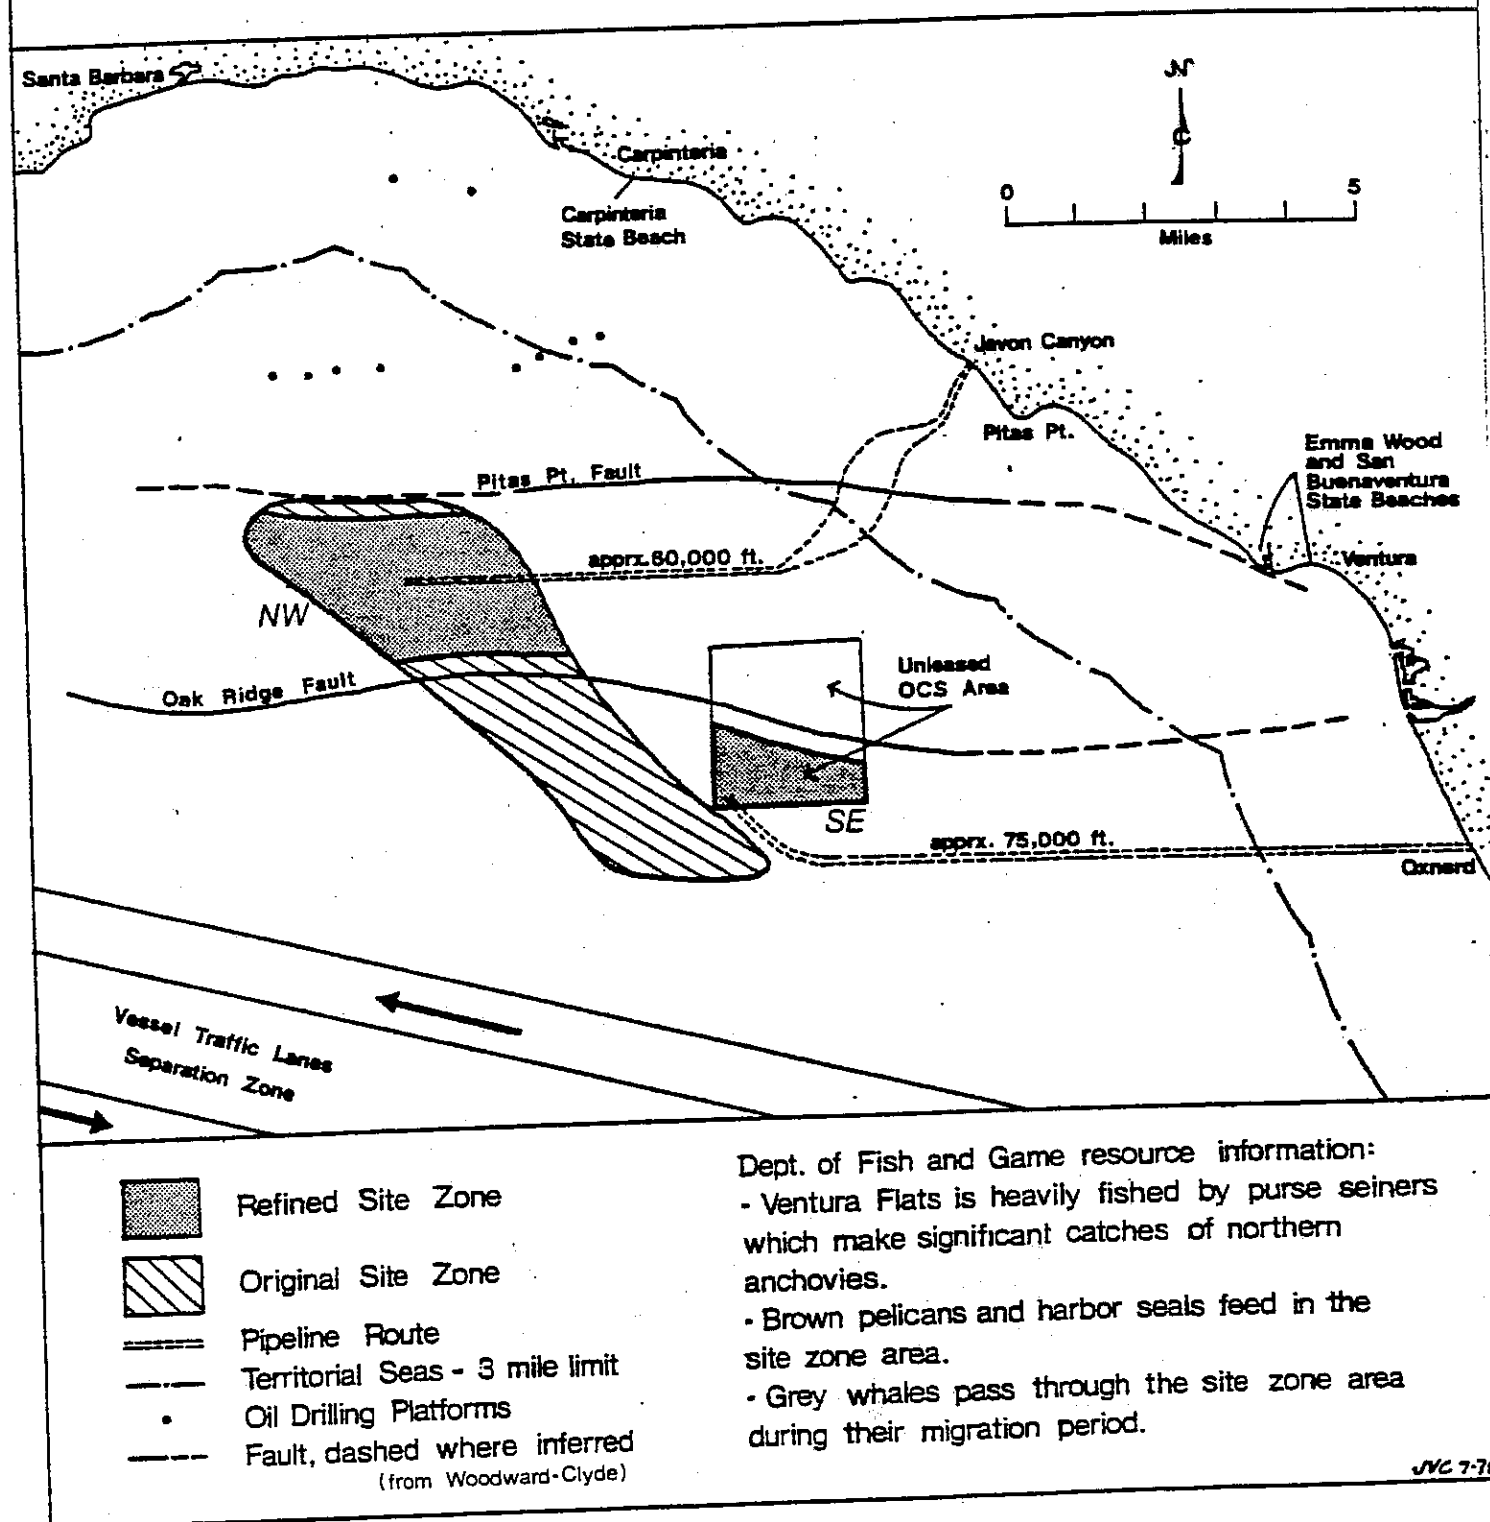 Santa Barbara
N
C
Carpinteria
Carpinteria
State Beach
0 5
Miles
Javon Canyon
Pitas Pt.
Emma Wood
and San
Buenaventura
State Beaches
Ventura
Pitas Pt. Fault
apprx. 60,000 ft.
NW
Oak Ridge Fault
Unleased
OCS Area
SE
apprx. 75,000 ft.
Oxnard
Vessel Traffic Lanes
Separation Zone
Refined Site Zone
Original Site Zone
Pipeline Route
Territorial Seas - 3 mile limit
Oil Drilling Platforms
Fault, dashed where inferred
(from Woodward-Clyde)
Dept. of Fish and Game resource information:
- Ventura Flats is heavily fished by purse seiners
which make significant catches of northern
anchovies.
- Brown pelicans and harbor seals feed in the
site zone area.
- Grey whales pass through the site zone area
during their migration period.
JVC 7-78